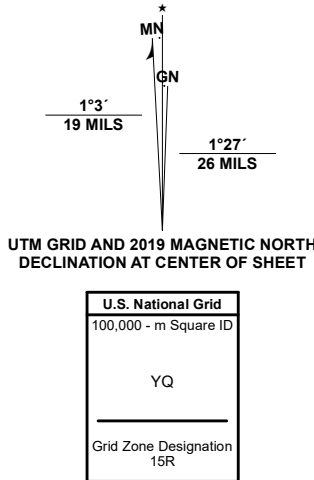 ★
MN
GN
1°3´
19 MILS
1°27´
26 MILS
UTM GRID AND 2019 MAGNETIC NORTH
DECLINATION AT CENTER OF SHEET
U.S. National Grid
100,000 - m Square ID
YQ
Grid Zone Designation
15R